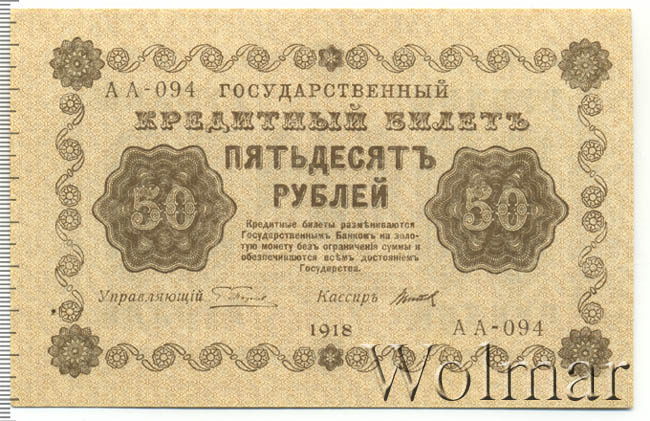 АА-094 ГОСУДАРСТВЕННЫЙ
КРЕДИТНЫЙ БИЛЕТЪ
ПЯТЬДЕСЯТЪ
РУБЛЕЙ
50 50
Кредитные билеты размѣниваются
Государственнымъ Банкомъ на золо-
тую монету безъ ограниченія суммы и
обезпечиваются всѣмъ достояніемъ
Государства.
Управляющій Кассиръ
1918 АА-094
Wolmar